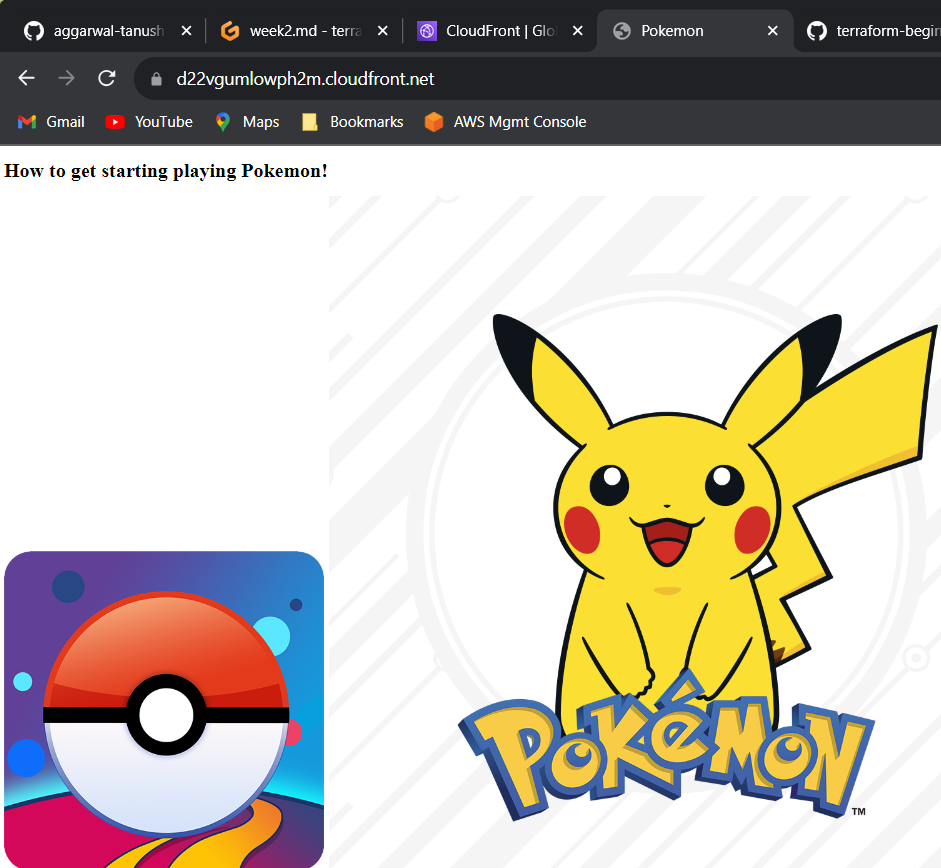 aggarwal-tanush
week2.md - terra
CloudFront | Glo
Pokemon
terraform-begin
d22vgumlowph2m.cloudfront.net
Gmail
YouTube
Maps
Bookmarks
AWS Mgmt Console
How to get starting playing Pokemon!
POKéMON
TM